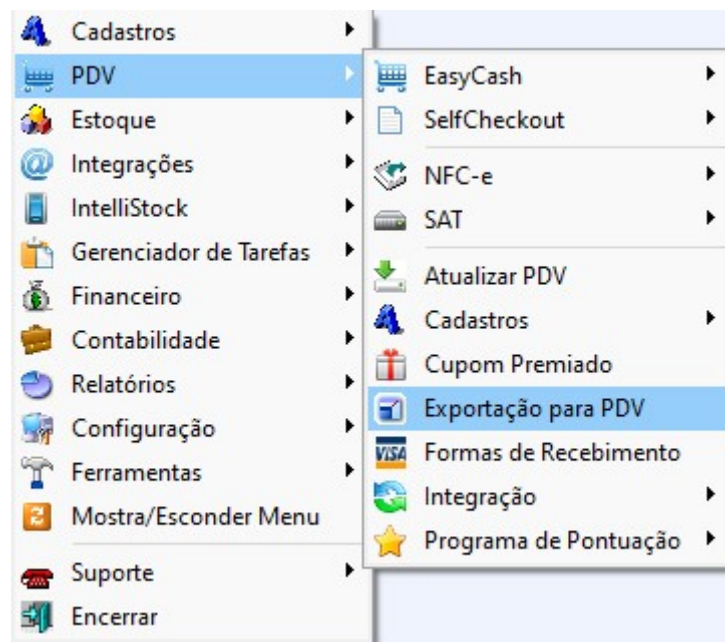 Cadastros
PDV
Estoque
Integrações
IntelliStock
Gerenciador de Tarefas
Financeiro
Contabilidade
Relatórios
Configuração
Ferramentas
Mostra/Esconder Menu
Suporte
Encerrar
EasyCash
SelfCheckout
NFC-e
SAT
Atualizar PDV
Cadastros
Cupom Premiado
Exportação para PDV
VISA Formas de Recebimento
Integração
Programa de Pontuação